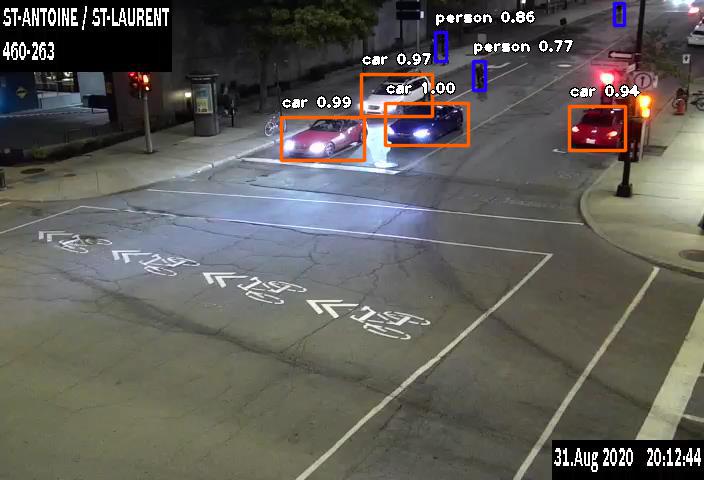 ST-ANTOINE / ST-LAURENT
460-263
person 0.86
person 0.77
car 0.97
car 1.00
car 0.99
car 0.94
31.Aug 2020 20:12:44